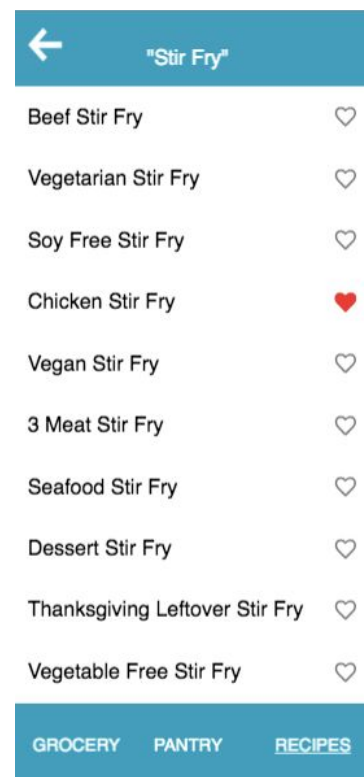 "Stir Fry"
Beef Stir Fry
Vegetarian Stir Fry
Soy Free Stir Fry
Chicken Stir Fry
Vegan Stir Fry
3 Meat Stir Fry
Seafood Stir Fry
Dessert Stir Fry
Thanksgiving Leftover Stir Fry
Vegetable Free Stir Fry
GROCERY PANTRY RECIPES